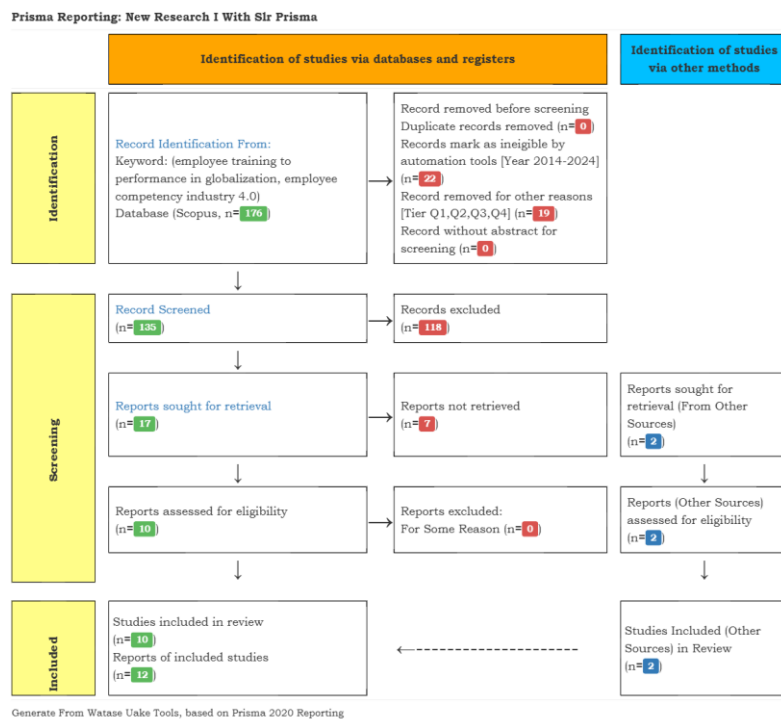 Prisma Reporting: New Research I With Slr Prisma
Identification of studies via databases and registers
Identification of studies
via other methods
Identification
Record Identification From:
Keyword: (employee training to
performance in globalization, employee
competency industry 4.0)
Database (Scopus, n=176)
Record removed before screening
Duplicate records removed (n=0)
Records mark as ineigible by
automation tools [Year 2014-2024]
(n=22)
Record removed for other reasons
[Tier Q1,Q2,Q3,Q4] (n=19)
Record without abstract for
screening (n=0)
Screening
Record Screened
(n=135)
Records excluded
(n=118)
Reports sought for retrieval
(n=17)
Reports not retrieved
(n=7)
Reports sought for
retrieval (From Other
Sources)
(n=2)
Reports assessed for eligibility
(n=10)
Reports excluded:
For Some Reason (n=0)
Reports (Other Sources)
assessed for eligibility
(n=2)
Included
Studies included in review
(n=10)
Reports of included studies
(n=12)
Studies Included (Other
Sources) in Review
(n=2)
Generate From Watase Uake Tools, based on Prisma 2020 Reporting